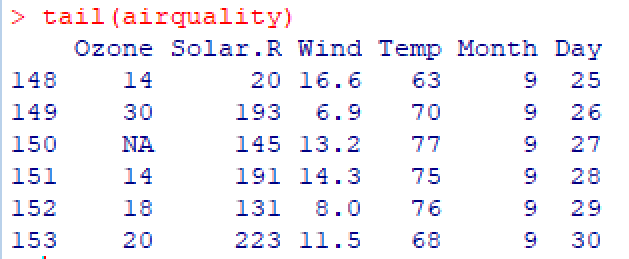 > tail(airquality)
    Ozone Solar.R Wind Temp Month Day
148    14      20 16.6   63     9  25
149    30     193  6.9   70     9  26
150    NA     145 13.2   77     9  27
151    14     191 14.3   75     9  28
152    18     131  8.0   76     9  29
153    20     223 11.5   68     9  30